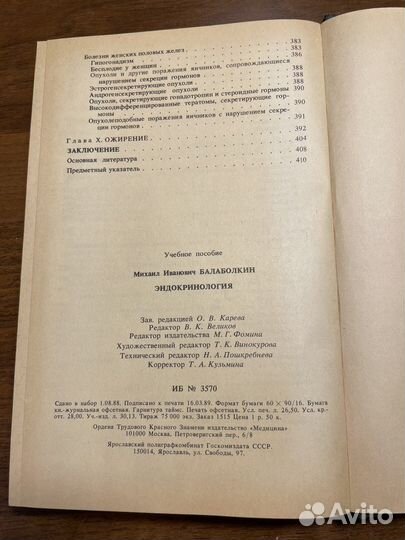 Болезни женских половых желез . . . 383
Гипогонадизм . . . 383
Бесплодие у женщин . . . 386
Опухоли и другие поражения яичников, сопровождающиеся
нарушением секреции гормонов . . . 388
Эстрогенсекретирующие опухоли . . . 388
Андрогенсекретирующие опухоли . . . 390
Опухоли, секретирующие гонадотропин и стероидные гормоны
Высокодифференцированные тератомы, секретирующие гор-
моны . . . 390
Опухолеподобные поражения яичников с нарушением секре-
ции гормонов . . . 391
Глава X. ОЖИРЕНИЕ . . . 392
ЗАКЛЮЧЕНИЕ . . . 404
Основная литература . . . 408
Предметный указатель . . . 410
Учебное пособие
Михаил Иванович БАЛАБОЛКИН
ЭНДОКРИНОЛОГИЯ
Зав. редакцией О. В. Карева
Редактор В. К. Великов
Редактор издательства М. Г. Фомина
Художественный редактор Т. К. Винокурова
Технический редактор Н. А. Пошкребнева
Корректор Т. А. Кузьмина
ИБ № 3570
Сдано в набор 1.08.88. Подписано к печати 16.03.89. Формат бумаги 60 × 90/16. Бумага
кн.-журнальная офсетная. Гарнитура таймс. Печать офсетная. Усл. печ. л. 26,50. Усл. кр-
отт. 28,00. Уч.-изд. л. 30,13. Тираж 75 000 экз. Заказ 1515 Цена 1 р. 50 к.
Ордена Трудового Красного Знамени издательство «Медицина»
101000 Москва, Петроверигский пер., 6/8
Ярославский полиграфкомбинат Госкомиздата СССР.
150014, Ярославль, ул. Свободы, 97.
Avito